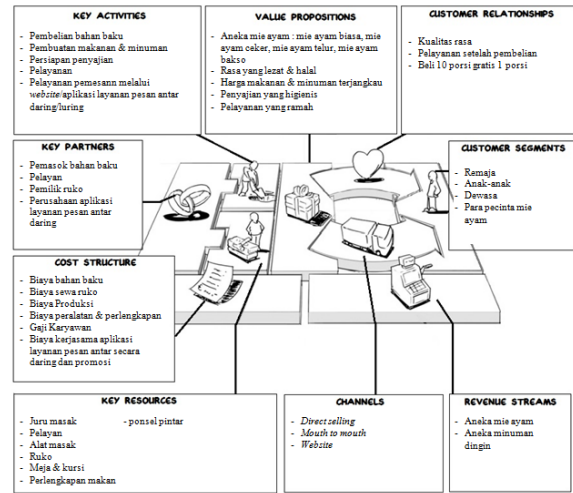 KEY ACTIVITIES
- Pembelian bahan baku
- Pembuatan makanan & minuman
- Persiapan penyajian
- Pelayanan
- Pelayanan pemesann melalui
website/aplikasi layanan pesan antar
daring/luring
VALUE PROPOSITIONS
- Aneka mie ayam : mie ayam biasa, mie
ayam ceker, mie ayam telur, mie ayam
bakso
- Rasa yang lezat & halal
- Harga makanan & minuman terjangkau
- Penyajian yang higienis
- Pelayanan yang ramah
CUSTOMER RELATIONSHIPS
- Kualitas rasa
- Pelayanan setelah pembelian
- Beli 10 porsi gratis 1 porsi
KEY PARTNERS
- Pemasok bahan baku
- Pelayan
- Pemilik ruko
- Perusahaan aplikasi
layanan pesan antar
daring
CUSTOMER SEGMENTS
- Remaja
- Anak-anak
- Dewasa
- Para pecinta mie
ayam
COST STRUCTURE
- Biaya bahan baku
- Biaya sewa ruko
- Biaya Produksi
- Biaya peralatan & perlengkapan
- Gaji Karyawan
- Biaya kerjasama aplikasi
layanan pesan antar secara
daring dan promosi
KEY RESOURCES
- Juru masak - ponsel pintar
- Pelayan
- Alat masak
- Ruko
- Meja & kursi
- Perlengkapan makan
CHANNELS
- Direct selling
- Mouth to mouth
- Website
REVENUE STREAMS
- Aneka mie ayam
- Aneka minuman
dingin